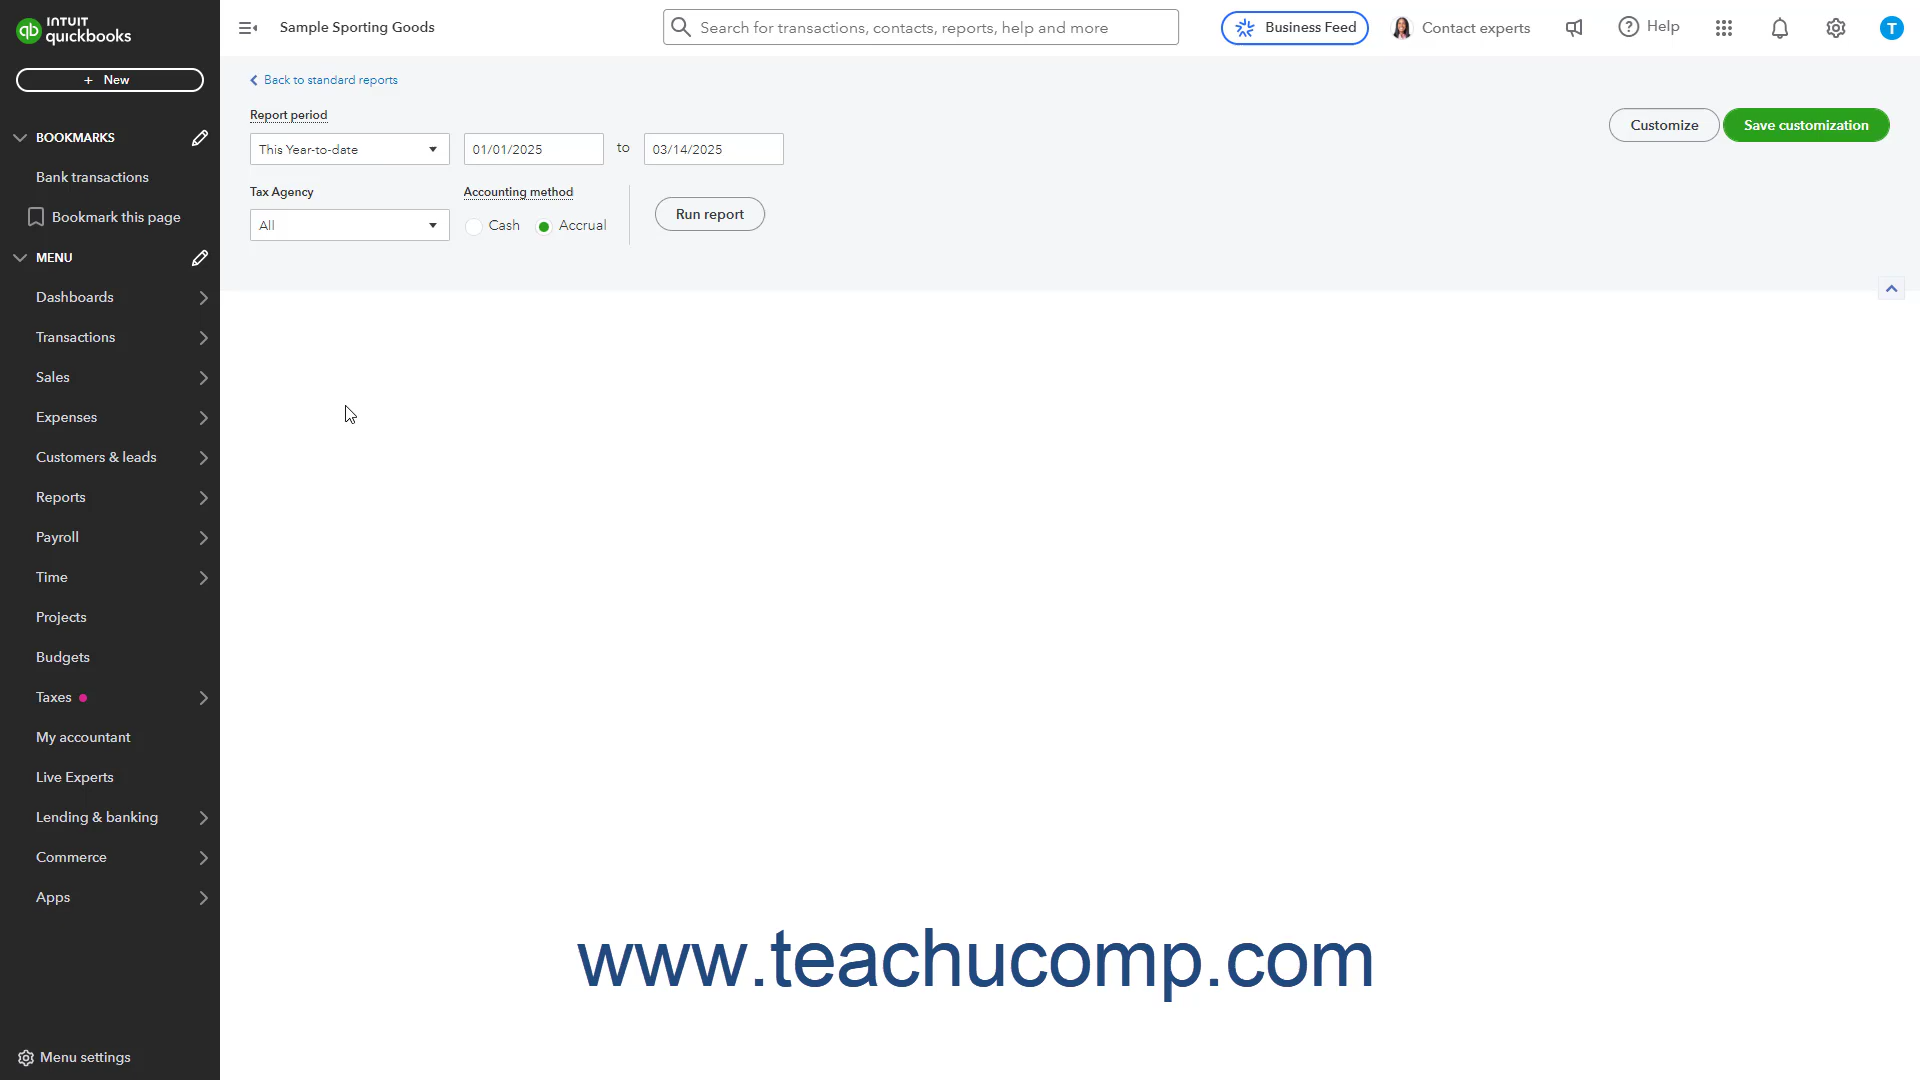 INTUIT
quickbooks
Sample Sporting Goods
Search for transactions, contacts, reports, help and more
Business Feed
Contact experts
Help
T
+ New
BOOKMARKS
Bank transactions
Bookmark this page
MENU
Dashboards
Transactions
Sales
Expenses
Customers & leads
Reports
Payroll
Time
Projects
Budgets
Taxes
My accountant
Live Experts
Lending & banking
Commerce
Apps
Menu settings
Back to standard reports
Report period
This Year-to-date
01/01/2025
to
03/14/2025
Customize
Save customization
Tax Agency
Accounting method
All
Cash
Accrual
Run report
www.teachucomp.com